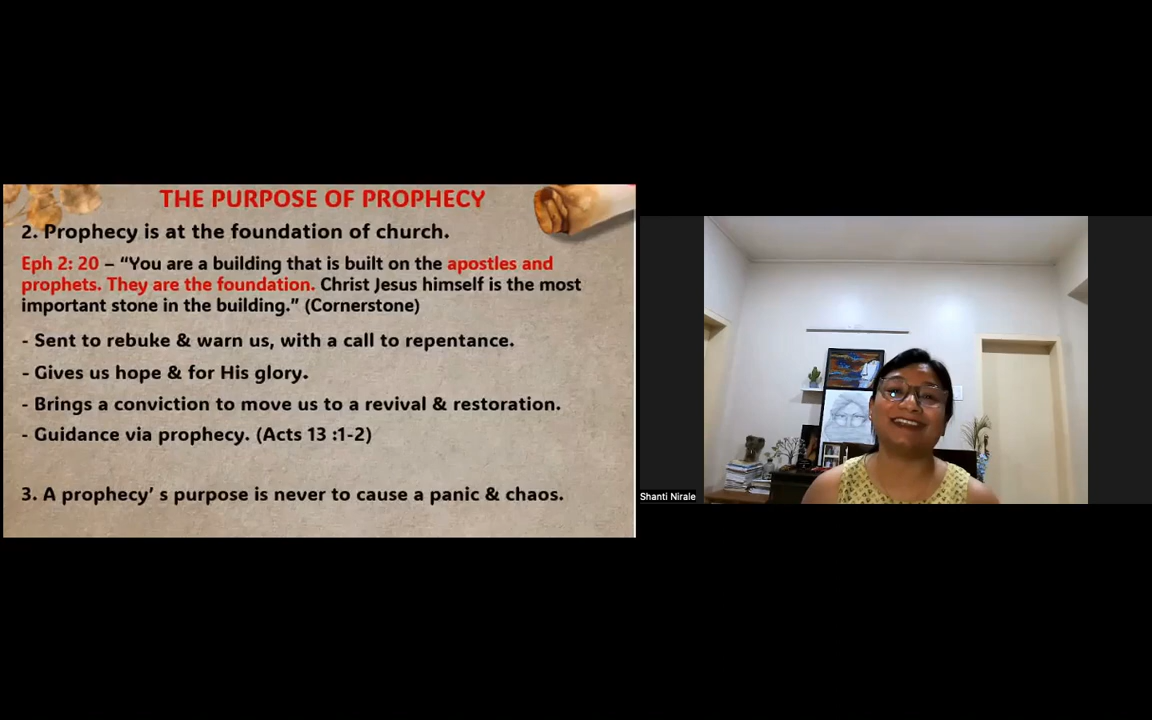 THE PURPOSE OF PROPHECY
2. Prophecy is at the foundation of church.
Eph 2: 20 – “You are a building that is built on the apostles and
prophets. They are the foundation. Christ Jesus himself is the most
important stone in the building.” (Cornerstone)
- Sent to rebuke & warn us, with a call to repentance.
- Gives us hope & for His glory.
- Brings a conviction to move us to a revival & restoration.
- Guidance via prophecy. (Acts 13 :1-2)
3. A prophecy’ s purpose is never to cause a panic & chaos.
Shanti Nirale